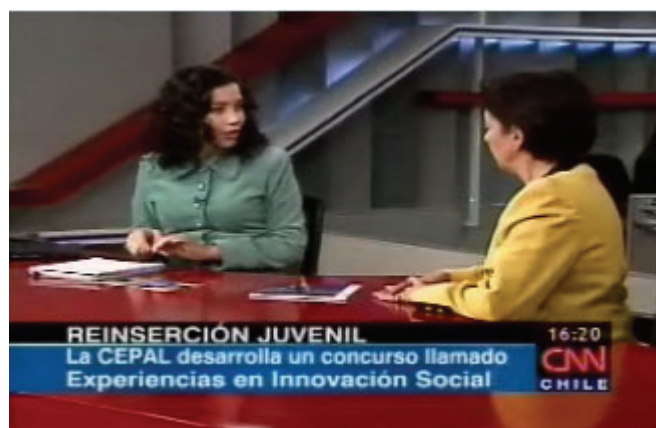 REINSERCIÓN JUVENIL
16:20
La CEPAL desarrolla un concurso llamado
Experiencias en Innovación Social
CNN
CHILE